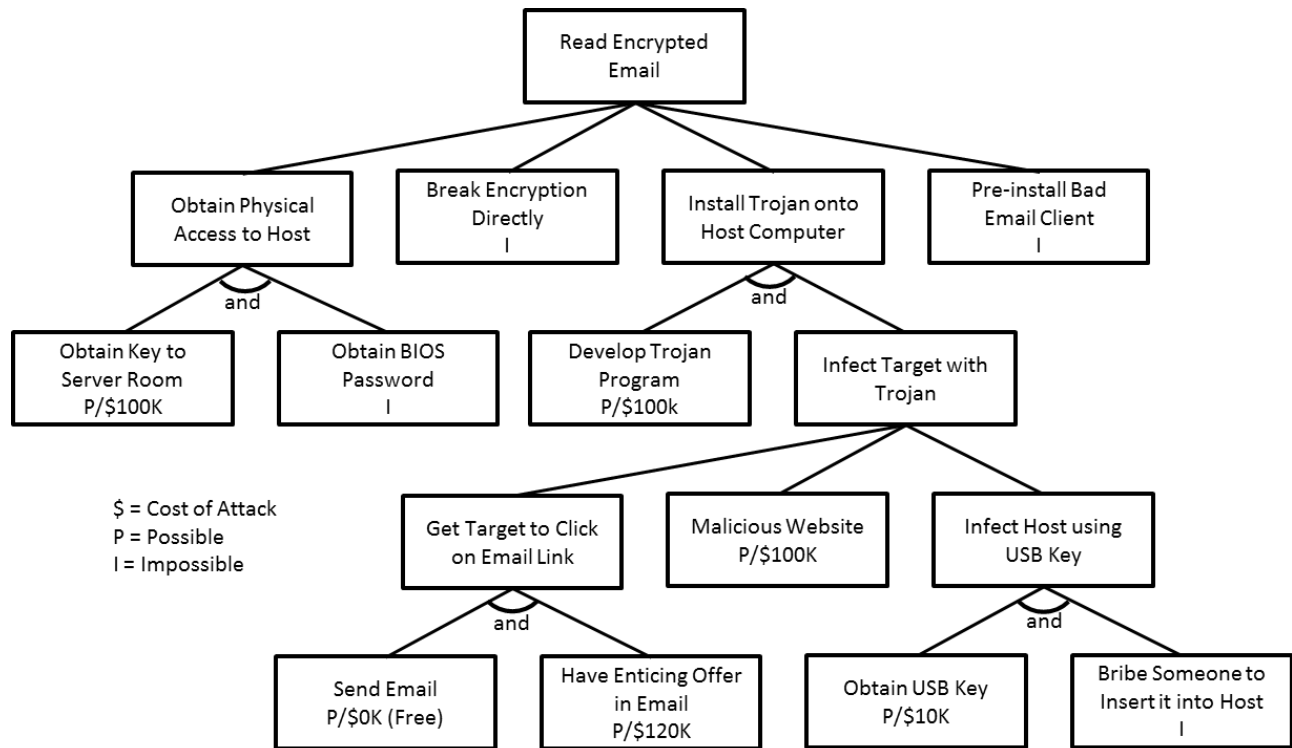 Read Encrypted
Email
Obtain Physical
Access to Host
Break Encryption
Directly
I
Install Trojan onto
Host Computer
Pre-install Bad
Email Client
I
and
and
Obtain Key to
Server Room
P/$100K
Obtain BIOS
Password
I
Develop Trojan
Program
P/$100k
Infect Target with
Trojan
$ = Cost of Attack
P = Possible
I = Impossible
Get Target to Click
on Email Link
Malicious Website
P/$100K
Infect Host using
USB Key
and
and
Send Email
P/$0K (Free)
Have Enticing Offer
in Email
P/$120K
Obtain USB Key
P/$10K
Bribe Someone to
Insert it into Host
I